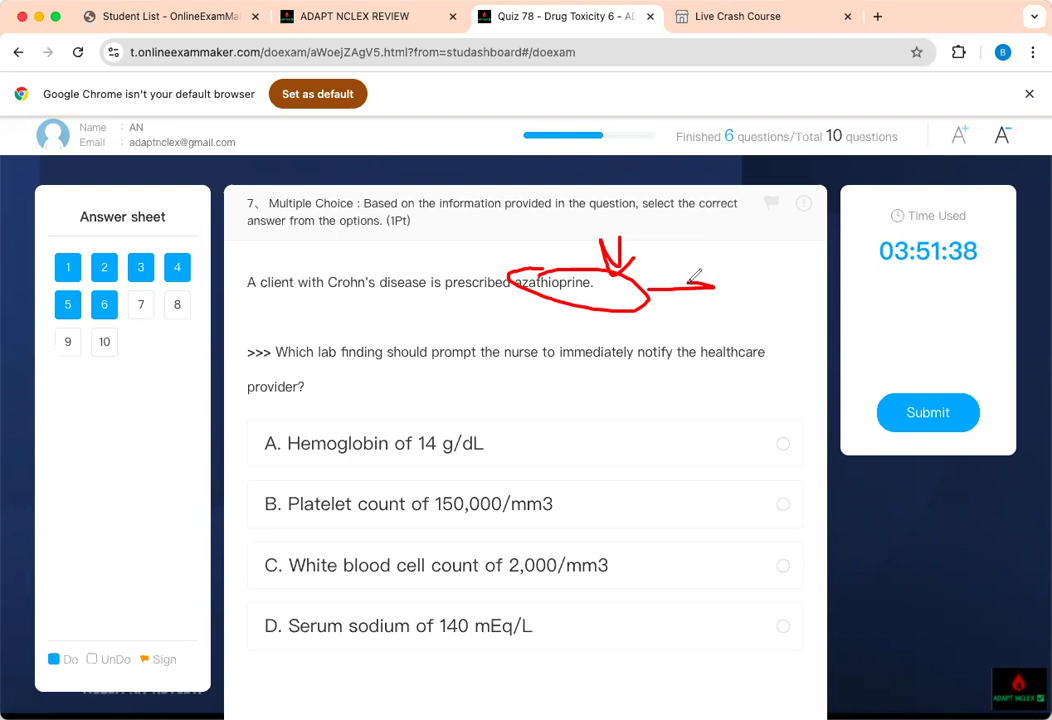 Student List - OnlineExamMa
ADAPT NCLEX REVIEW
Quiz 78 - Drug Toxicity 6 - AD
Live Crash Course
t.onlineexammaker.com/doexam/aWoejZAgV5.html?from=studashboard#/doexam
B
Google Chrome isn't your default browser
Set as default
Name : AN
Email : adaptnclex@gmail.com
Finished 6 questions/Total 10 questions
A+
A-
Answer sheet
1 2 3 4
5 6 7 8
9 10
Do UnDo Sign
7、 Multiple Choice : Based on the information provided in the question, select the correct
answer from the options. (1Pt)
A client with Crohn's disease is prescribed azathioprine.
>>> Which lab finding should prompt the nurse to immediately notify the healthcare
provider?
A. Hemoglobin of 14 g/dL
B. Platelet count of 150,000/mm3
C. White blood cell count of 2,000/mm3
D. Serum sodium of 140 mEq/L
Time Used
03:51:38
Submit
ADAPT NCLEX